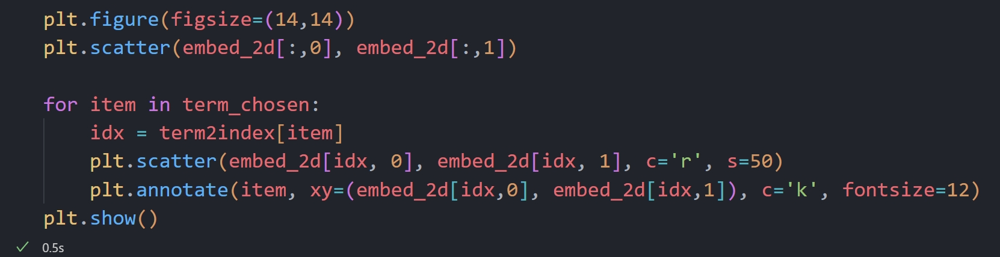 plt.figure(figsize=(14,14))
plt.scatter(embed_2d[:,0], embed_2d[:,1])
for item in term_chosen:
    idx = term2index[item]
    plt.scatter(embed_2d[idx, 0], embed_2d[idx, 1], c='r', s=50)
    plt.annotate(item, xy=(embed_2d[idx,0], embed_2d[idx,1]), c='k', fontsize=12)
plt.show()
0.5s